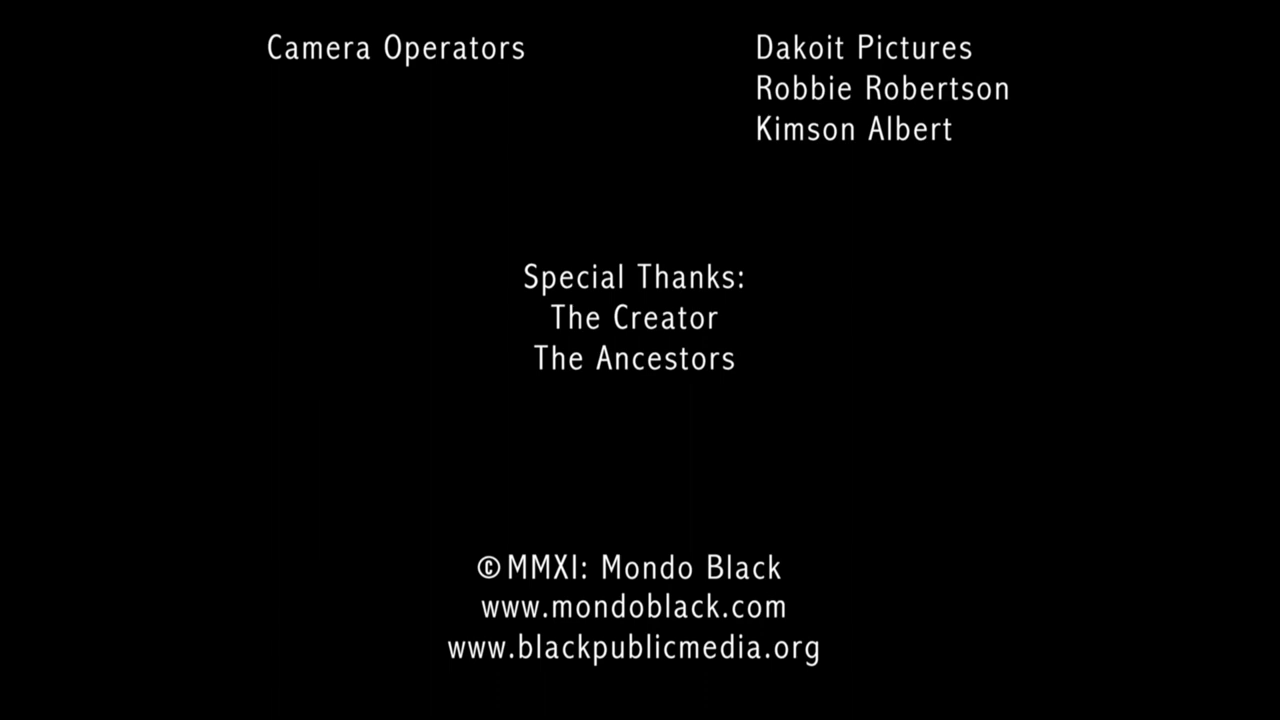 Camera Operators
Dakoit Pictures
Robbie Robertson
Kimson Albert
Special Thanks:
The Creator
The Ancestors
©MMXI: Mondo Black
www.mondoblack.com
www.blackpublicmedia.org